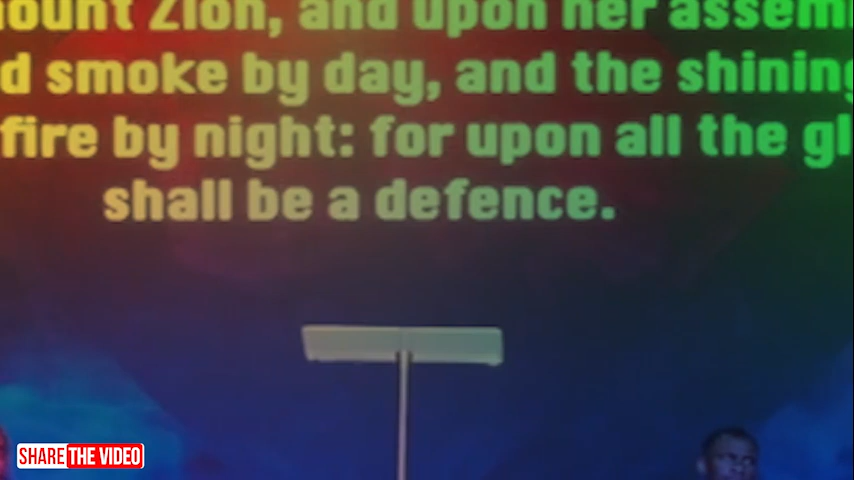 ount Zion, and upon her assem
d smoke by day, and the shining
fire by night: for upon all the gl
shall be a defence.
SHARE THE VIDEO